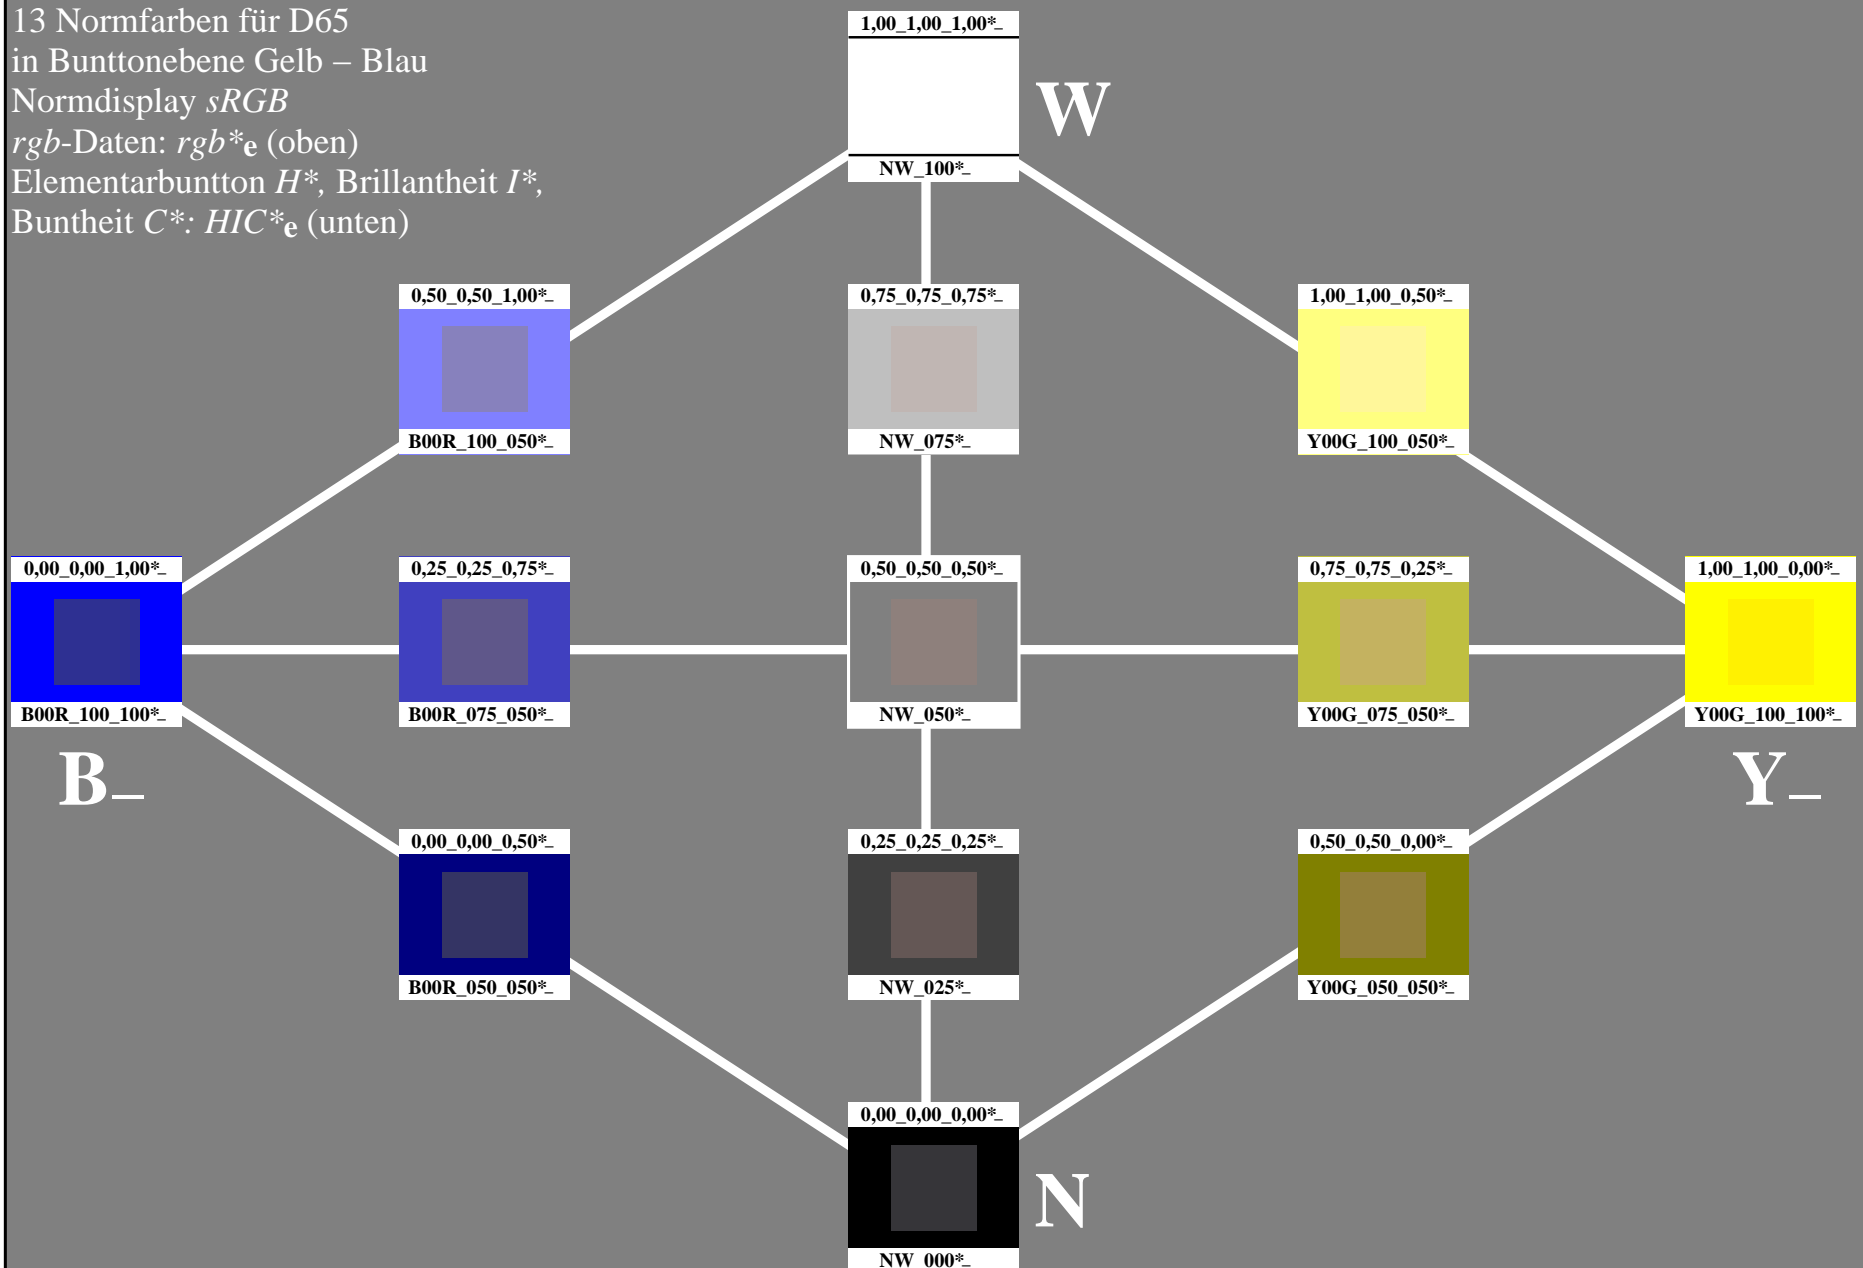 13 Normfarben für D65
in Bunttonebene Gelb – Blau
Normdisplay sRGB
rgb-Daten: rgb*e (oben)
Elementarbuntton H*, Brillantheit I*,
Buntheit C*: HIC*e (unten)
1,00_1,00_1,00*_
W
NW_100*_
0,50_0,50_1,00*_
B00R_100_050*_
0,75_0,75_0,75*_
NW_075*_
1,00_1,00_0,50*_
Y00G_100_050*_
0,00_0,00_1,00*_
B00R_100_100*_
B_
0,25_0,25_0,75*_
B00R_075_050*_
0,50_0,50_0,50*_
NW_050*_
0,75_0,75_0,25*_
Y00G_075_050*_
1,00_1,00_0,00*_
Y00G_100_100*_
Y_
0,00_0,00_0,50*_
B00R_050_050*_
0,25_0,25_0,25*_
NW_025*_
0,50_0,50_0,00*_
Y00G_050_050*_
0,00_0,00_0,00*_
N
NW_000*_